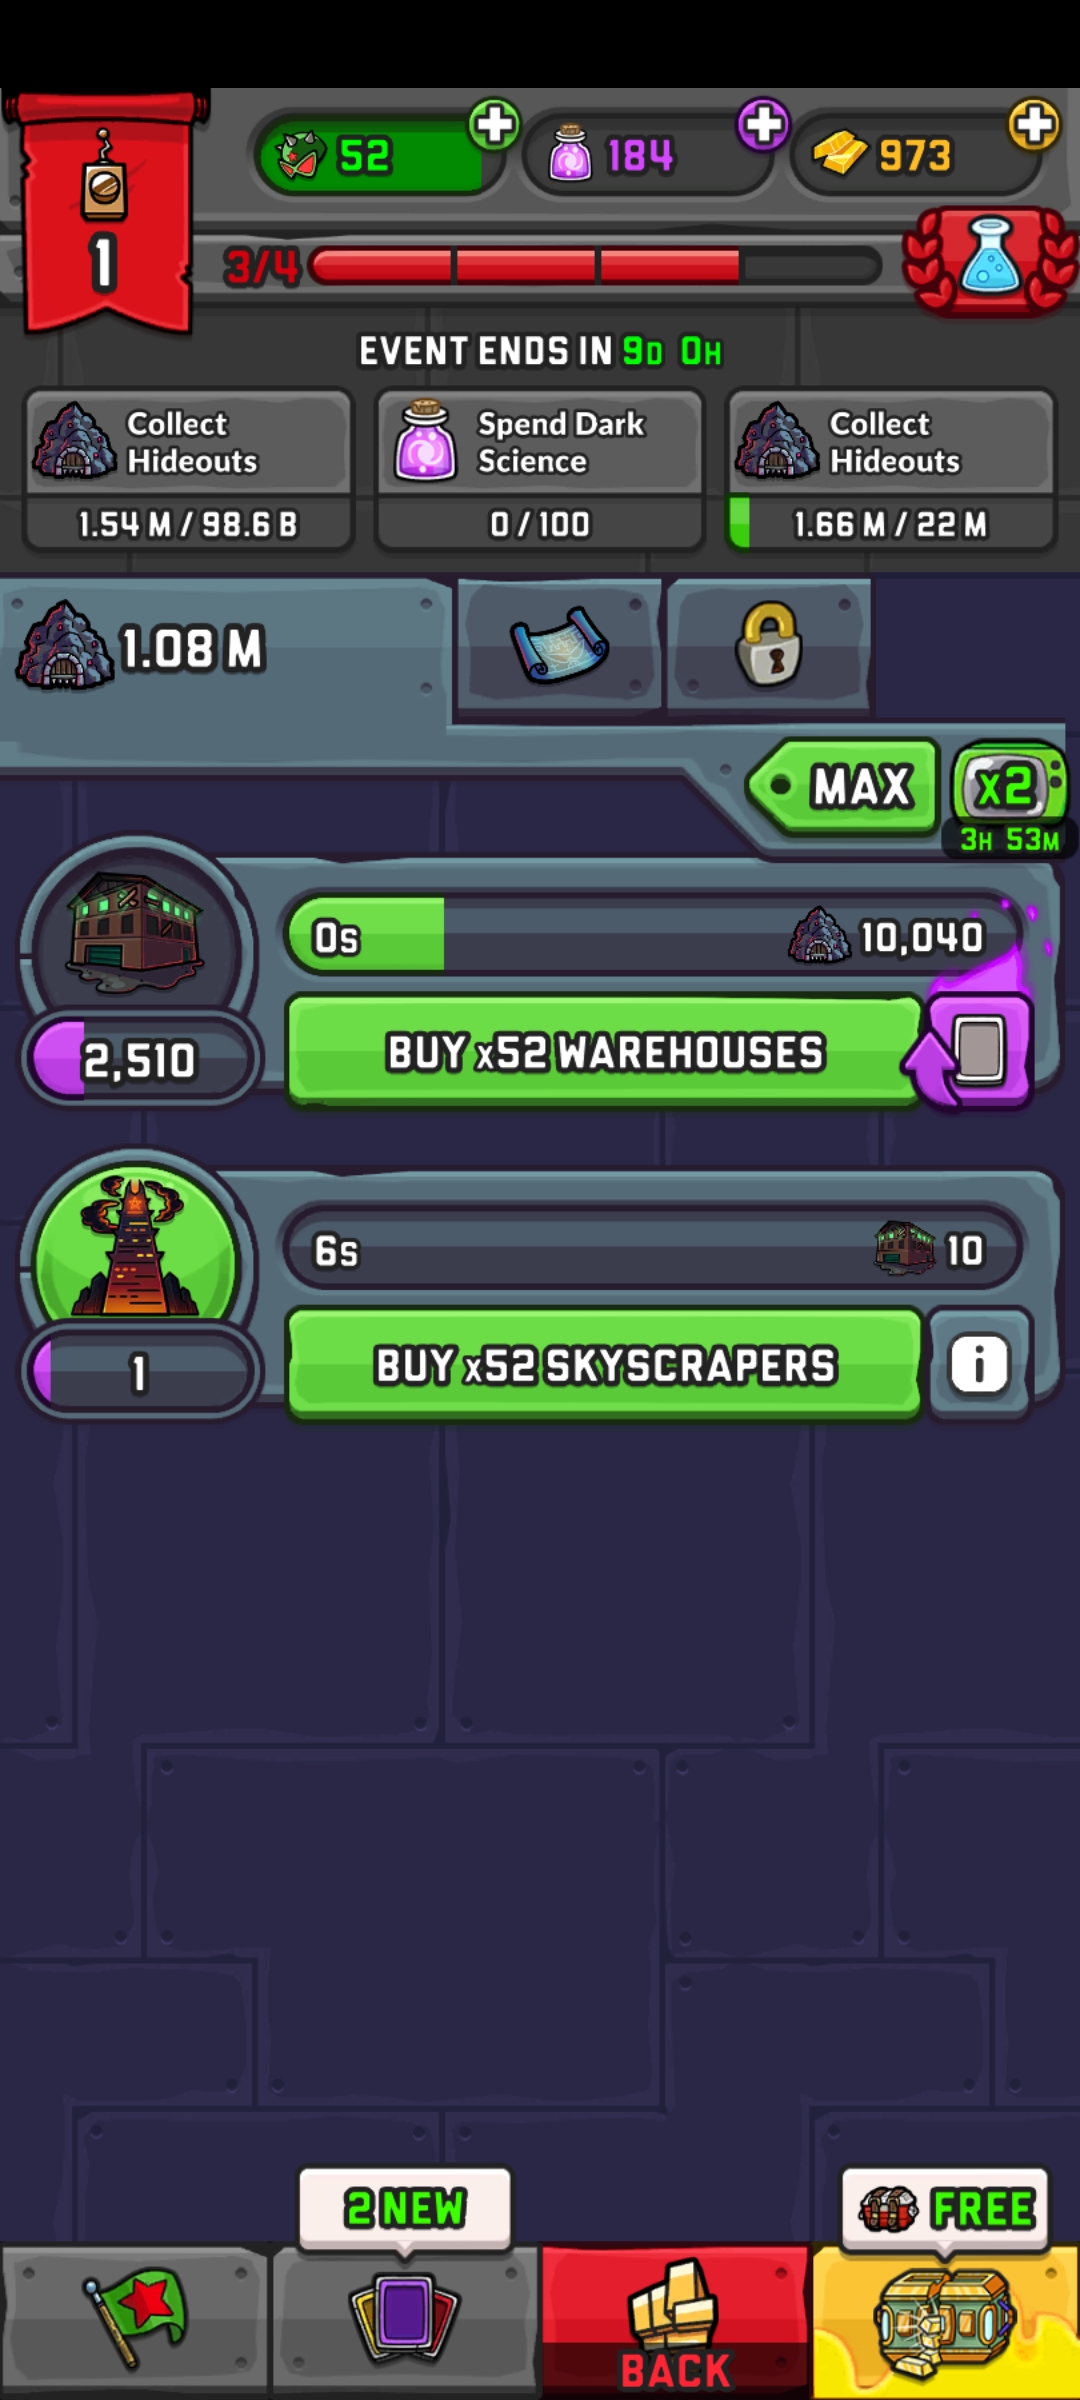 52
184
973
1
3/4
EVENT ENDS IN 9D 0H
Collect
Hideouts
1.54 M / 98.6 B
Spend Dark
Science
0 / 100
Collect
Hideouts
1.66 M / 22 M
1.08 M
MAX
x2
3H 53M
0s
10,040
2,510
BUY x52 WAREHOUSES
6s
10
1
BUY x52 SKYSCRAPERS
i
2 NEW
FREE
BACK